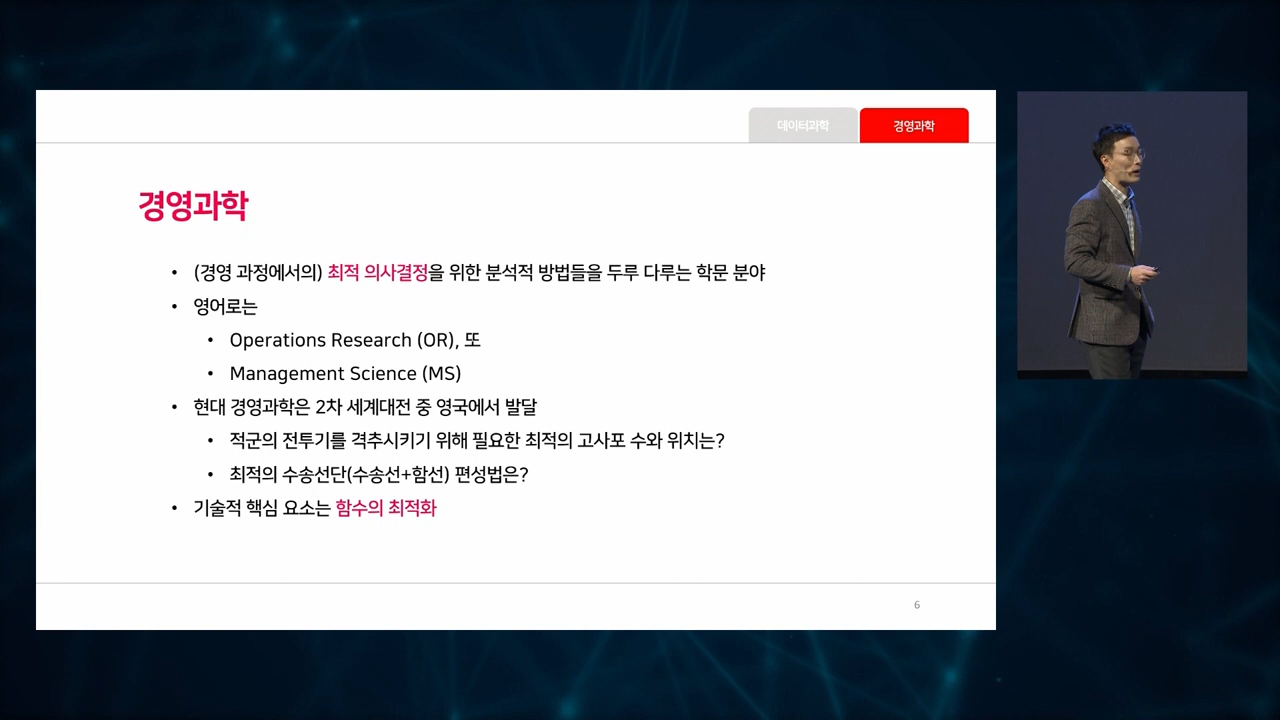 데이터과학
경영과학
경영과학
• (경영 과정에서의) 최적 의사결정을 위한 분석적 방법들을 두루 다루는 학문 분야
• 영어로는
• Operations Research (OR), 또
• Management Science (MS)
• 현대 경영과학은 2차 세계대전 중 영국에서 발달
• 적군의 전투기를 격추시키기 위해 필요한 최적의 고사포 수와 위치는?
• 최적의 수송선단(수송선+함선) 편성법은?
• 기술적 핵심 요소는 함수의 최적화
6